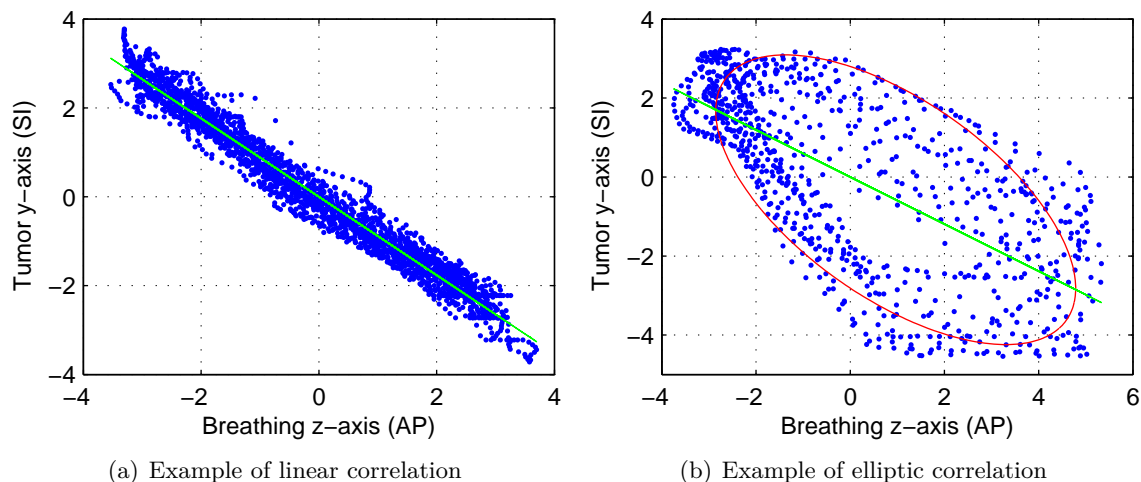 4
2
0
−2
−4
−4 −2 0 2 4
Tumor y−axis (SI)
Breathing z−axis (AP)
(a) Example of linear correlation
4
2
0
−2
−4
−4 −2 0 2 4 6
Tumor y−axis (SI)
Breathing z−axis (AP)
(b) Example of elliptic correlation